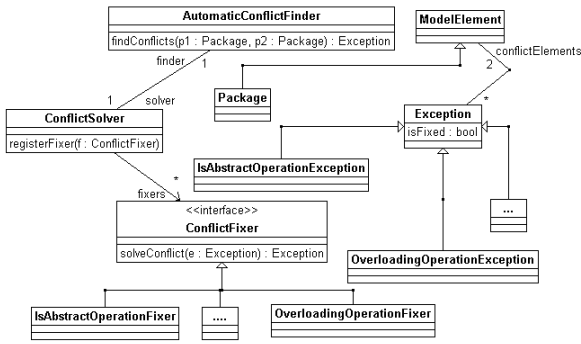 AutomaticConflictFinder
findConflicts(p1 : Package, p2 : Package) : Exception
ModelElement
finder
1
conflictElements
2
Package
1
solver
*
ConflictSolver
registerFixer(f : ConflictFixer)
Exception
isFixed : bool
IsAbstractOperationException
*
fixers
<<interface>>
ConflictFixer
solveConflict(e : Exception) : Exception
...
OverloadingOperationException
IsAbstractOperationFixer
....
OverloadingOperationFixer